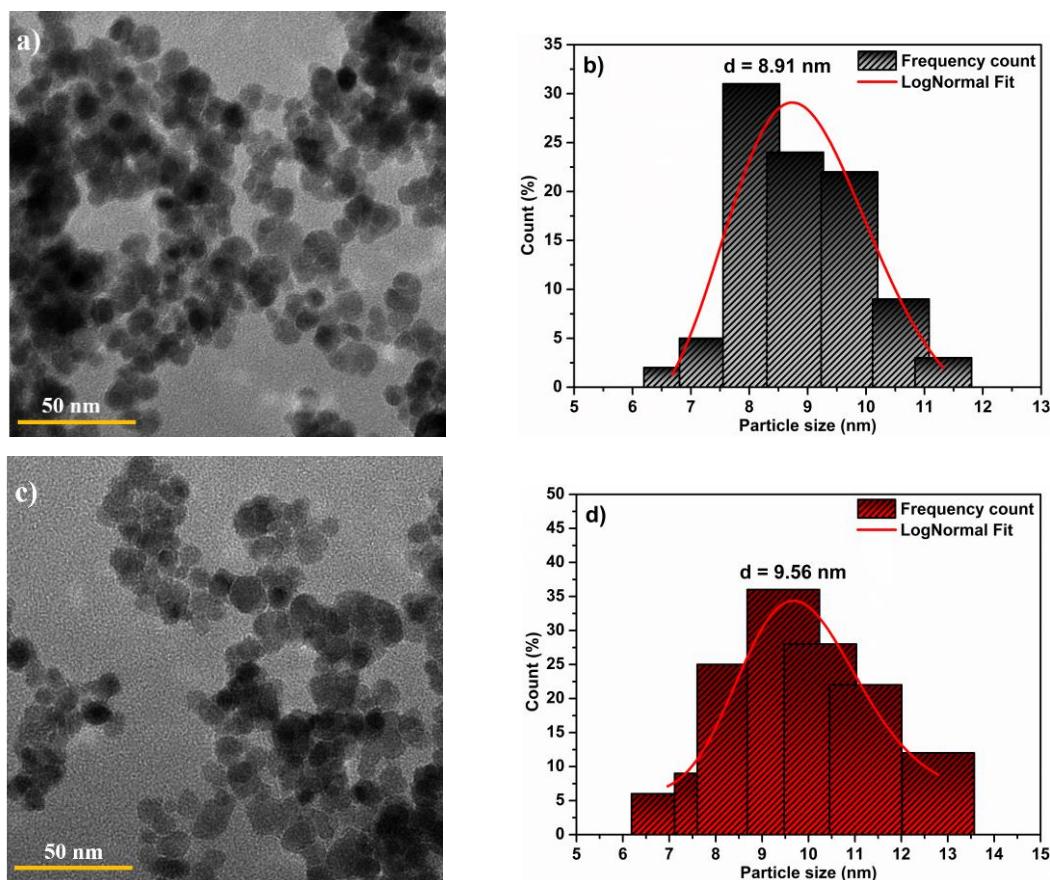 a)
50 nm
b)
d = 8.91 nm
Frequency count
LogNormal Fit
35
30
25
20
15
10
5
0
Count (%)
5 6 7 8 9 10 11 12 13
Particle size (nm)
c)
50 nm
d)
d = 9.56 nm
Frequency count
LogNormal Fit
50
45
40
35
30
25
20
15
10
5
0
Count (%)
5 6 7 8 9 10 11 12 13 14 15
Particle size (nm)